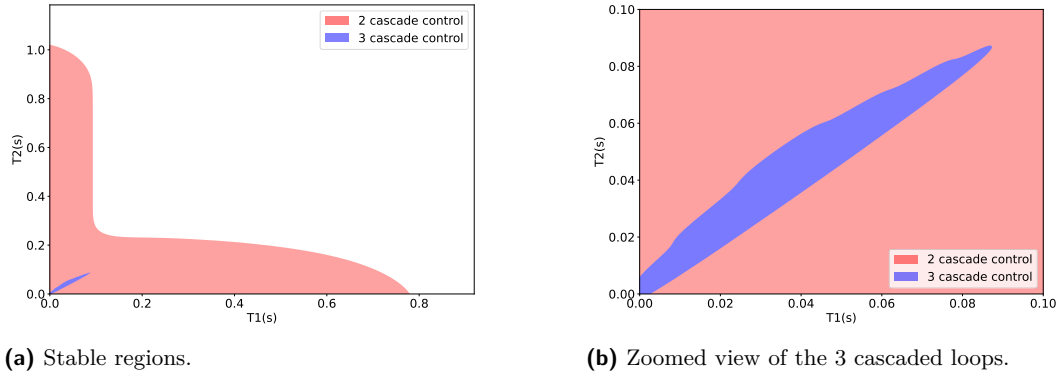 2 cascade control
3 cascade control
1.0
0.8
0.6
0.4
0.2
0.0
T2(s)
0.0 0.2 0.4 0.6 0.8
T1(s)
(a) Stable regions.
0.10
0.08
0.06
0.04
0.02
0.00
T2(s)
2 cascade control
3 cascade control
0.00 0.02 0.04 0.06 0.08 0.10
T1(s)
(b) Zoomed view of the 3 cascaded loops.